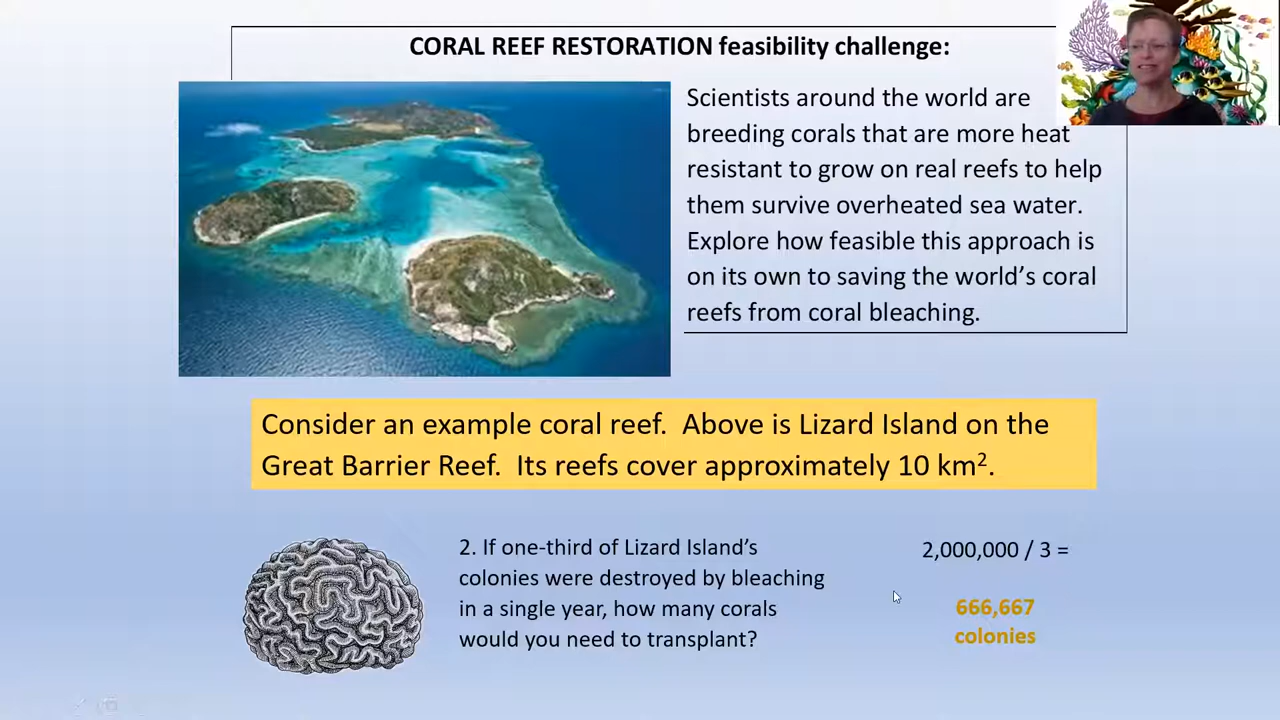 CORAL REEF RESTORATION feasibility challenge:
Scientists around the world are
breeding corals that are more heat
resistant to grow on real reefs to help
them survive overheated sea water.
Explore how feasible this approach is
on its own to saving the world’s coral
reefs from coral bleaching.
Consider an example coral reef.  Above is Lizard Island on the
Great Barrier Reef.  Its reefs cover approximately 10 km².
2. If one-third of Lizard Island’s
colonies were destroyed by bleaching
in a single year, how many corals
would you need to transplant?
2,000,000 / 3 =
666,667
colonies